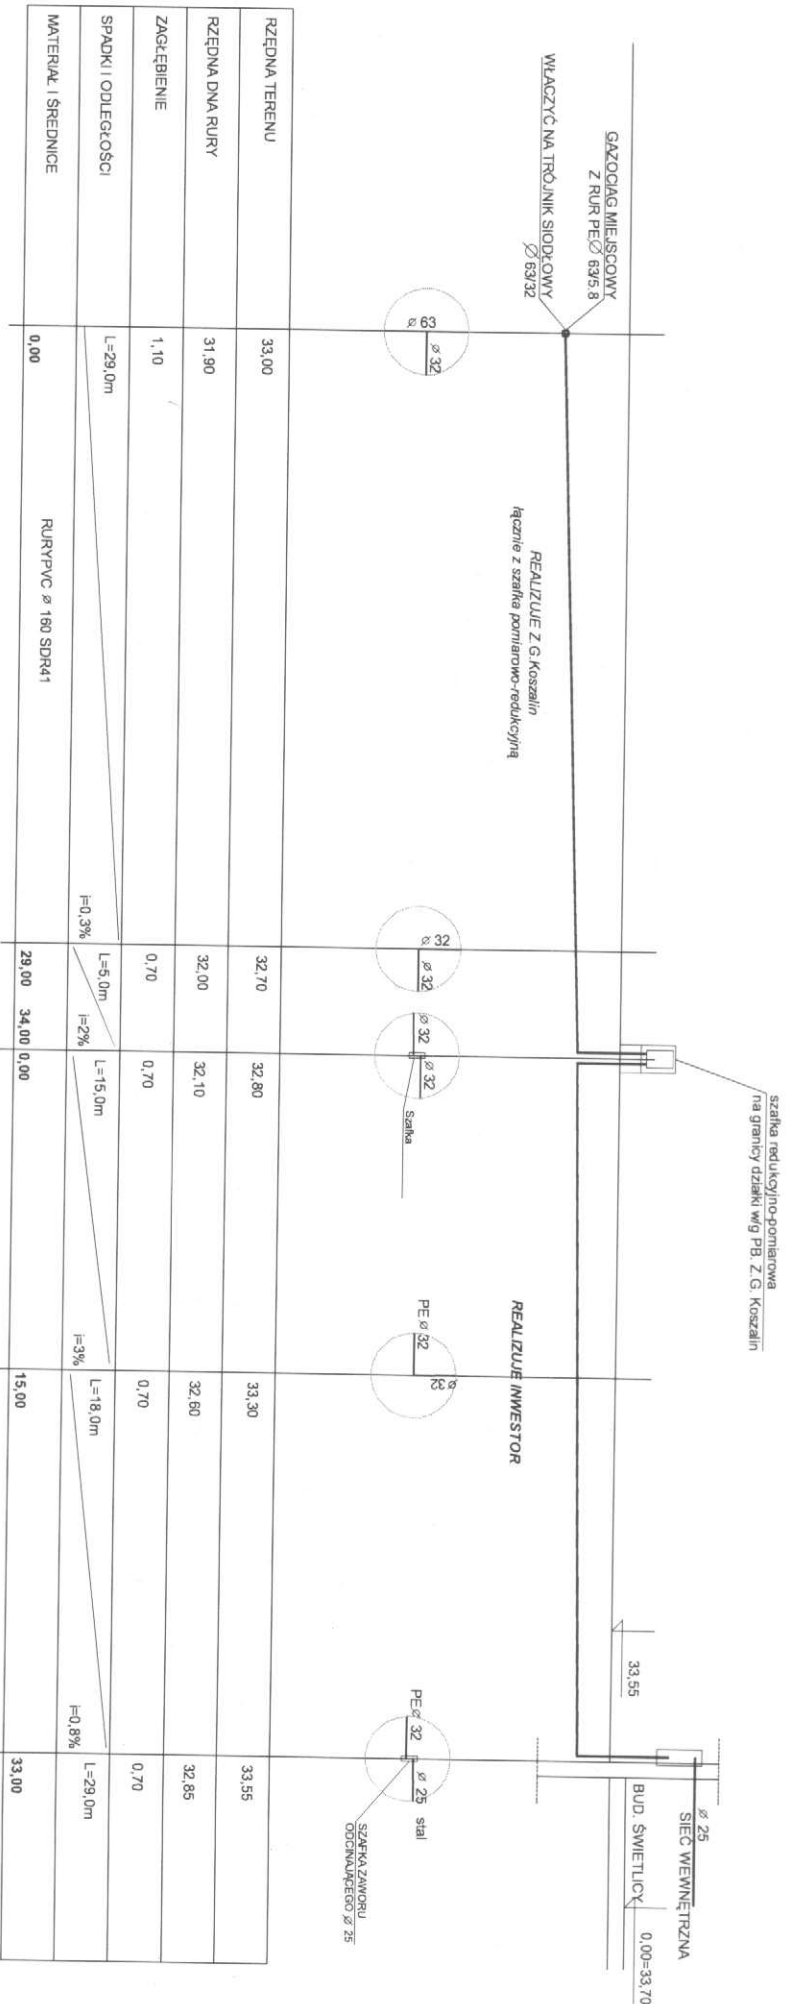 szafka redukcyjno-pomiarowa
na granicy działki w/g PB. Z.G. Koszalin
GAZOCIĄG MIEJSCOWY
Z RUR PE∅ 63/5.8
WŁACZYĆ NA TRÓJNIK SIODŁOWY
∅ 63/32
33,55
∅ 25
SIEĆ WEWNĘTRZNA
BUD. ŚWIETLICY
0,00=33,70
REALIZUJE Z.G.Koszalin
łącznie z szafka pomiarowo-redukcyjną
REALIZUJE INWESTOR
∅ 63
∅ 32
∅ 32
∅ 32
∅ 32
∅ 32
Szafka
PE ∅ 32
∅ 32
PE∅ 32
∅ 25 stal
SZAFKA ZAWORU
ODCINAJĄCEGO ∅ 25
RZĘDNA TERENU 33,00 32,70 32,80 33,30 33,55
RZĘDNA DNA RURY 31,90 32,00 32,10 32,60 32,85
ZAGŁĘBIENIE 1,10 0,70 0,70 0,70 0,70
SPADKI I ODLEGŁOŚCI L=29,0m i=0,3% L=5,0m i=2% L=15,0m i=3% L=18,0m i=0,8% L=29,0m
MATERIAŁ I ŚREDNICE RURYPVC ∅ 160 SDR41
0,00 29,00 34,00 0,00 15,00 33,00